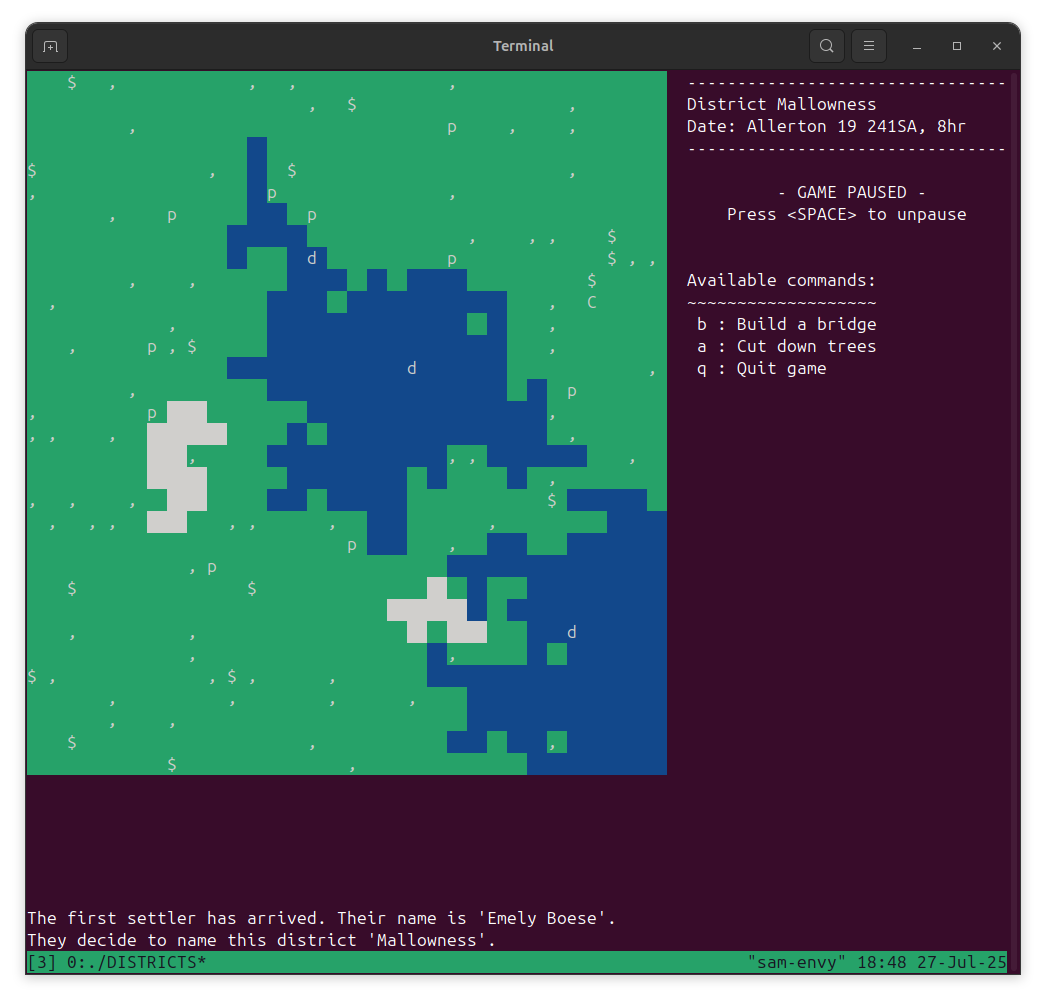 Terminal
--------------------------------
District Mallowness
Date: Allerton 19 241SA, 8hr
--------------------------------
- GAME PAUSED -
Press <SPACE> to unpause
Available commands:
~~~~~~~~~~~~~~~~~~~
b : Build a bridge
a : Cut down trees
q : Quit game
$ , , , ,
, $ ,
, p , ,
$ , $ ,
, p ,
, p p
, , , $
d p $ , ,
, , $
, , C
, ,
, p , $ ,
d ,
, p
, p ,
, , , ,
, , , ,
,
, , , $
, , , , , , ,
p ,
, p
$ $
, , d
, ,
$ , , $ , ,
, , , ,
, ,
$ , ,
$ ,
The first settler has arrived. Their name is 'Emely Boese'.
They decide to name this district 'Mallowness'.
[3] 0:./DISTRICTS* "sam-envy" 18:48 27-Jul-25